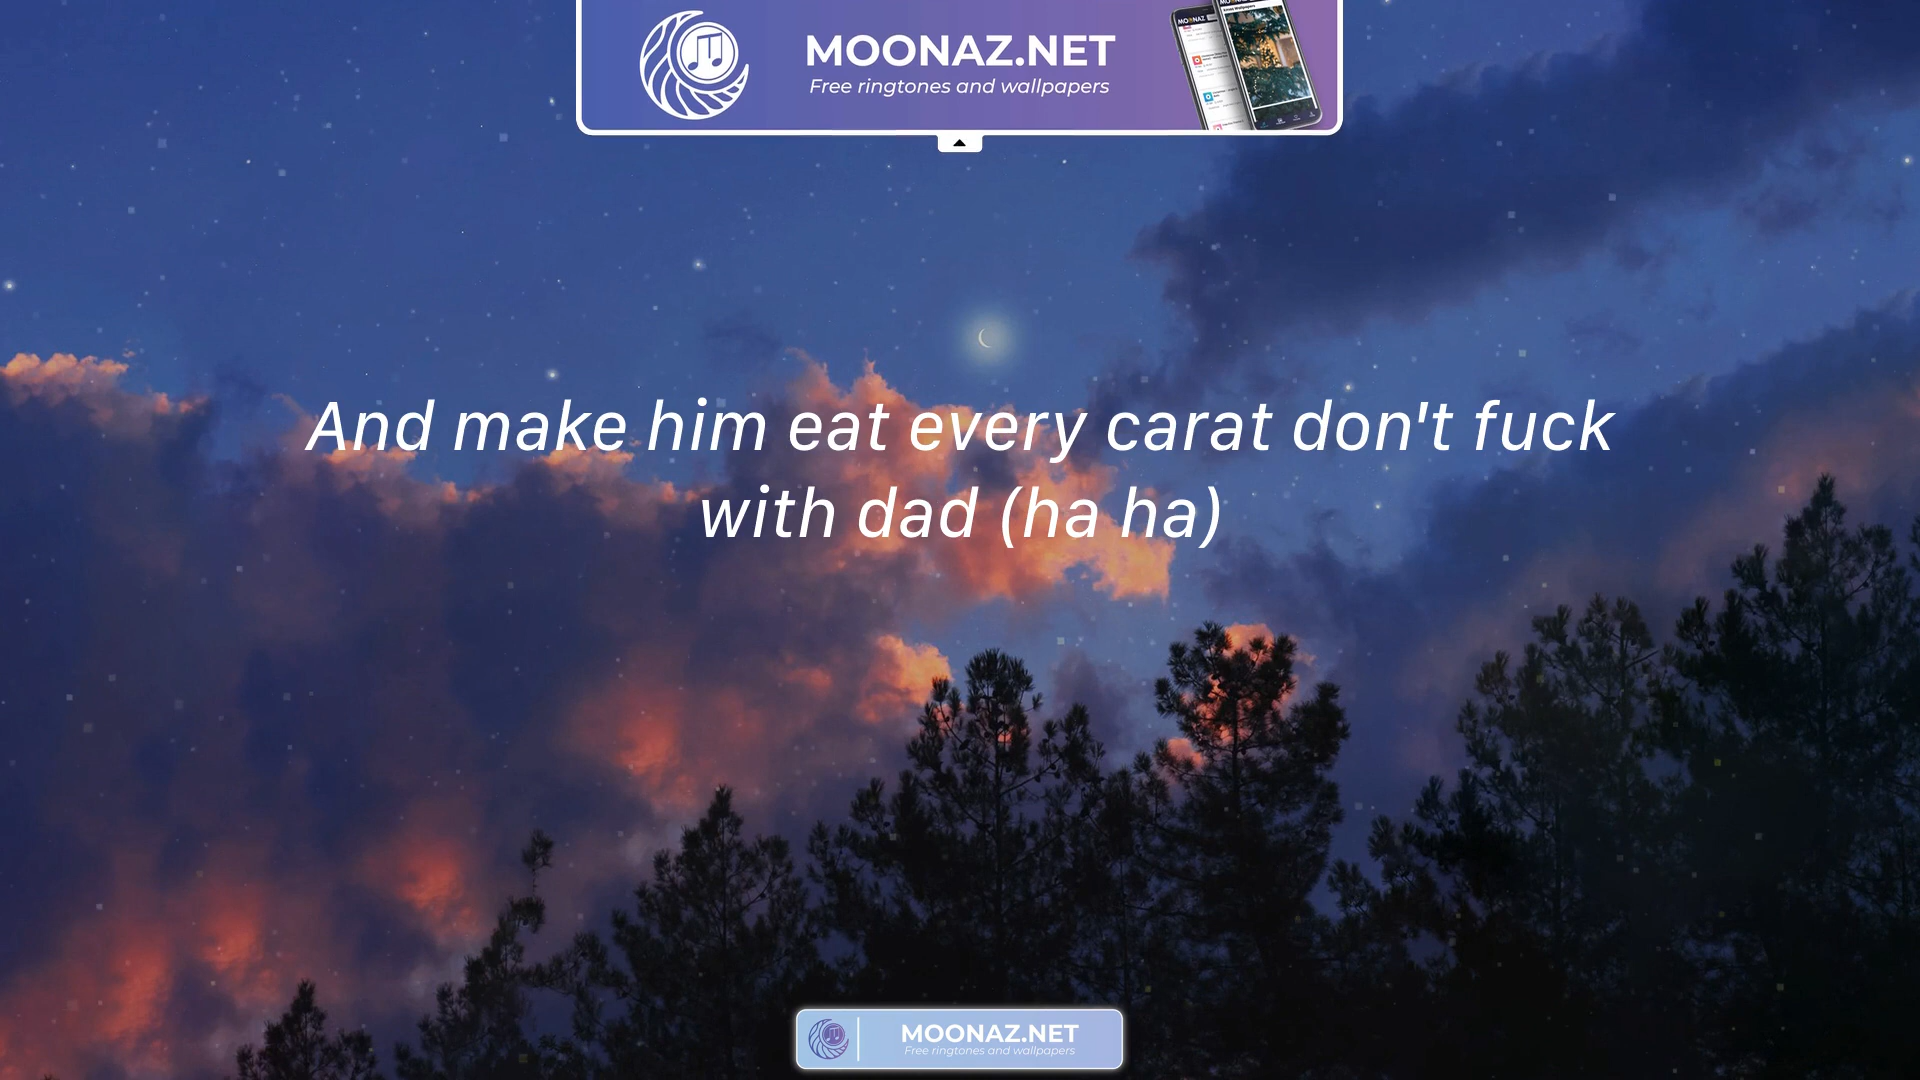 MOONAZ.NET
Free ringtones and wallpapers
And make him eat every carat don't fuck
with dad (ha ha)
MOONAZ.NET
Free ringtones and wallpapers